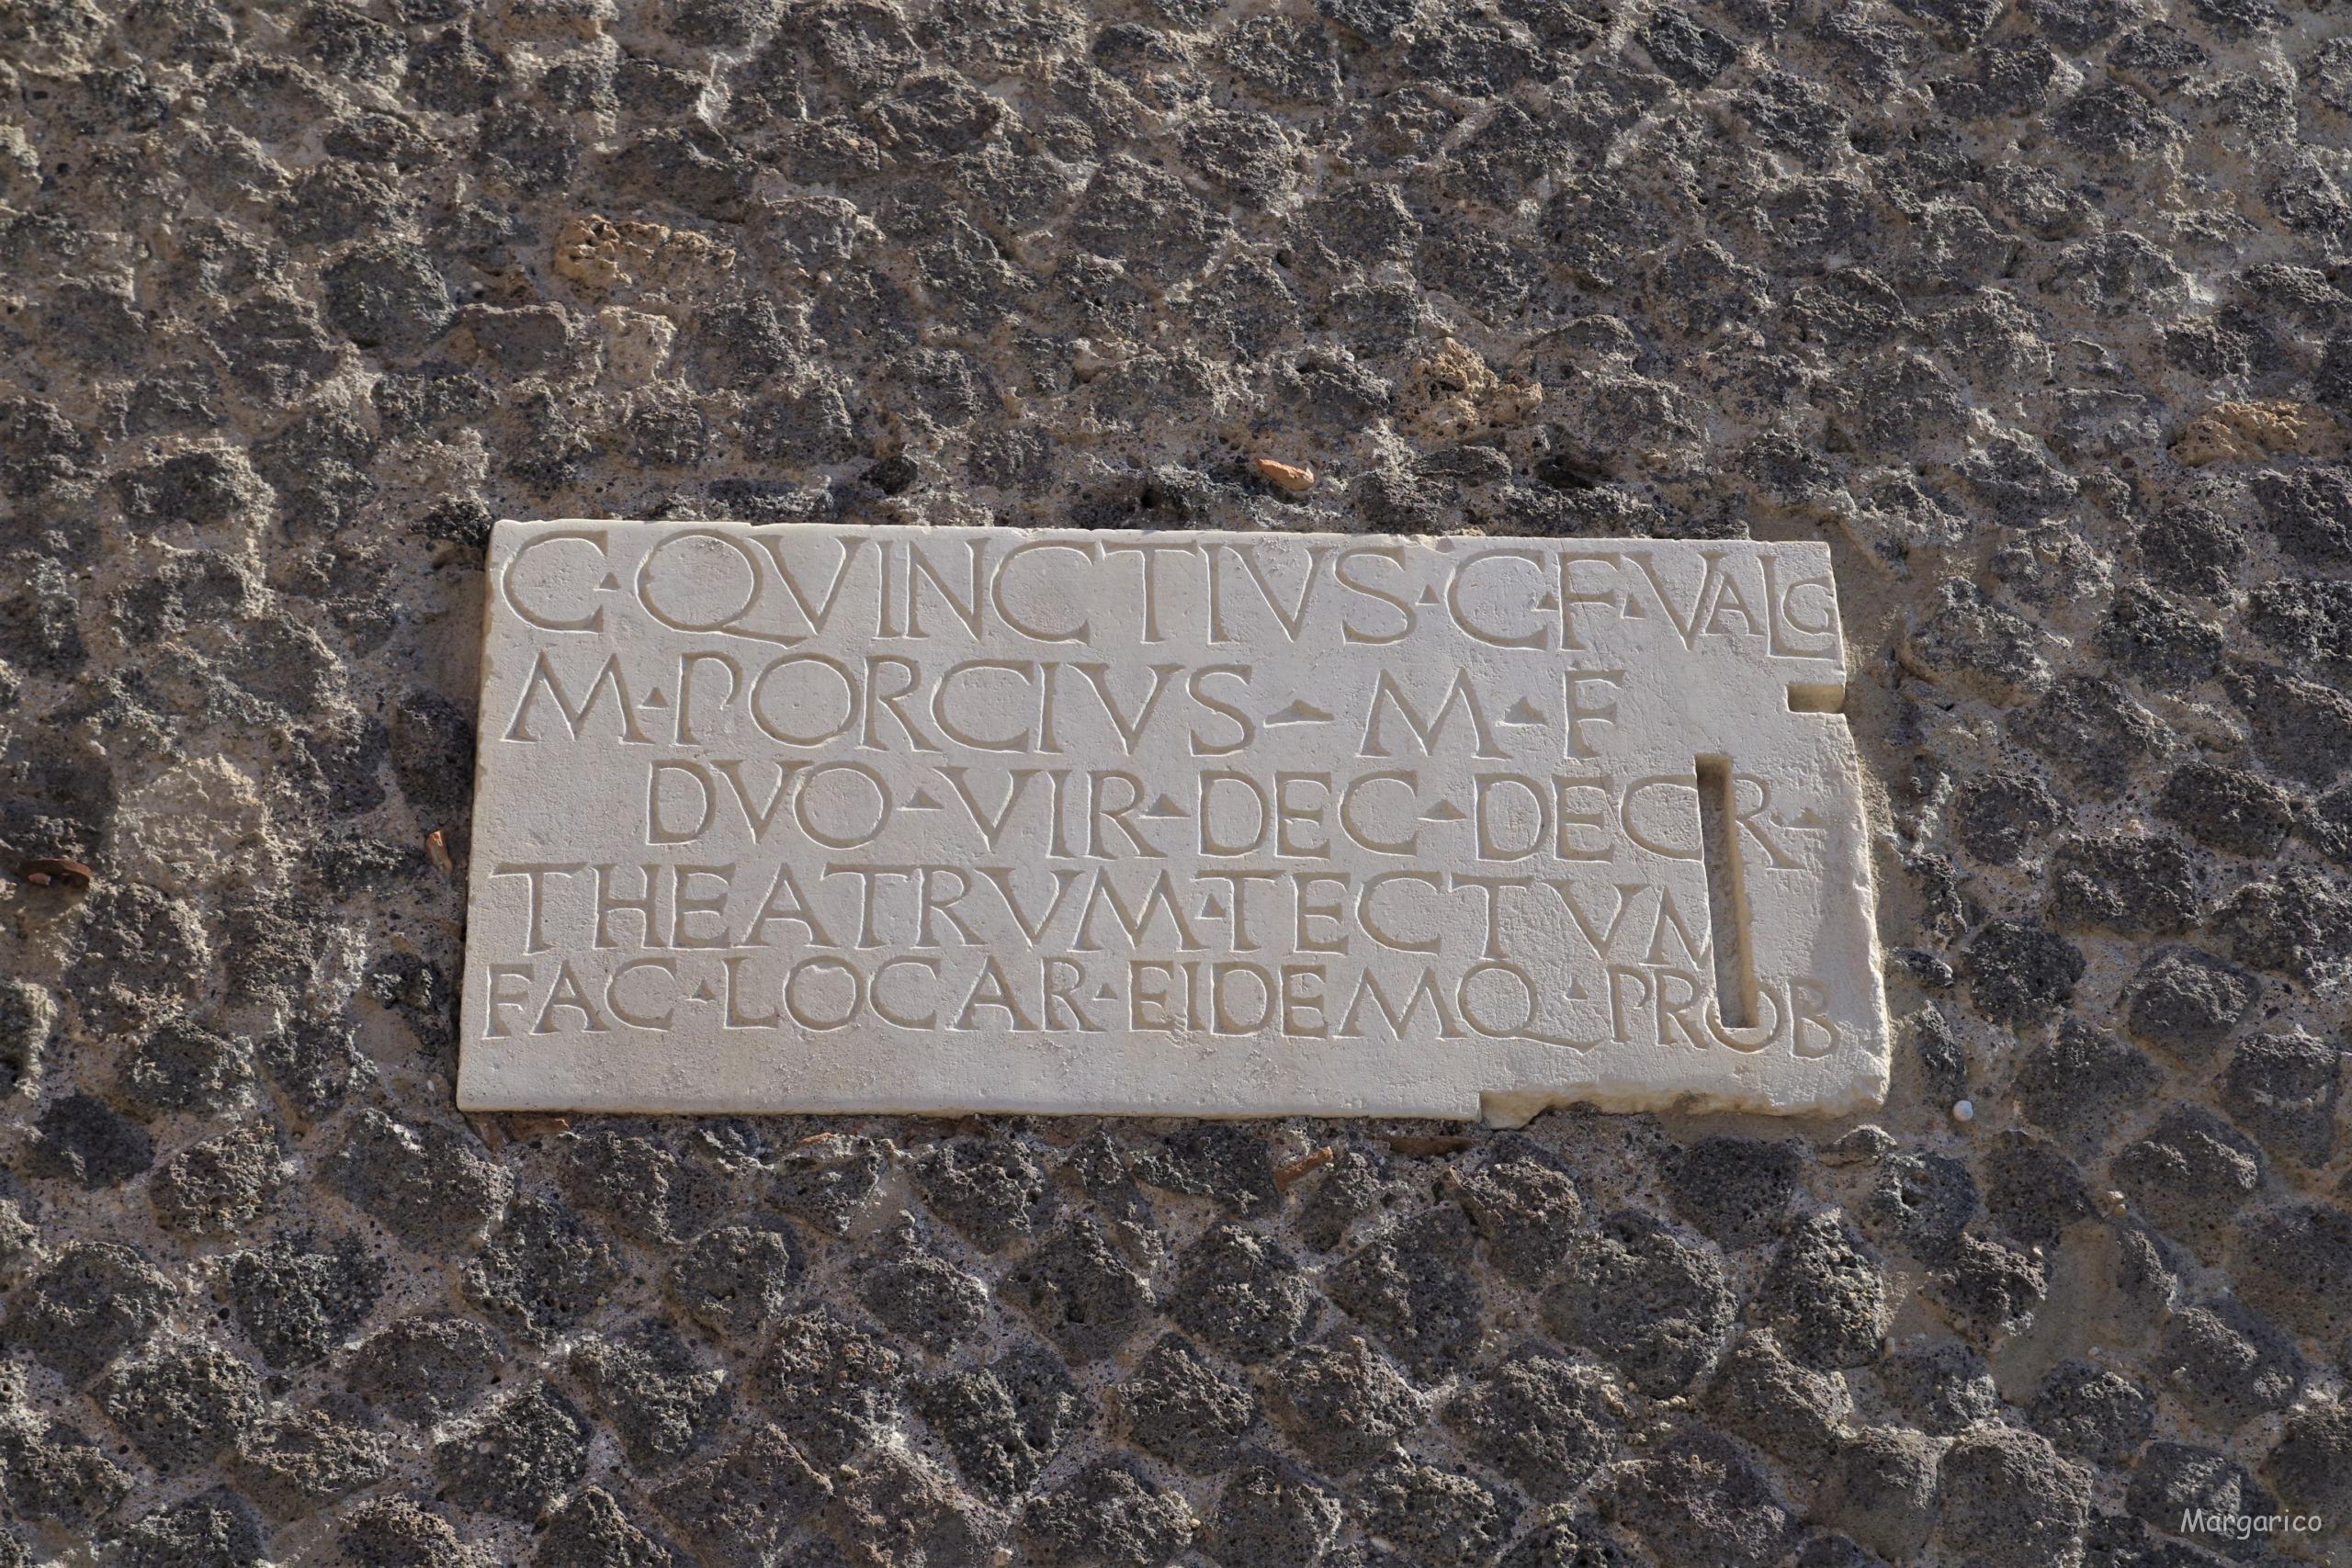 C·QVINCTIVS·C·F·VALG
M·PORCIVS·M·F
DVO·VIR·DEC·DECR·
THEATRVM·TECTVM
FAC·LOCAR·EIDEMQ·PROB
Margarico